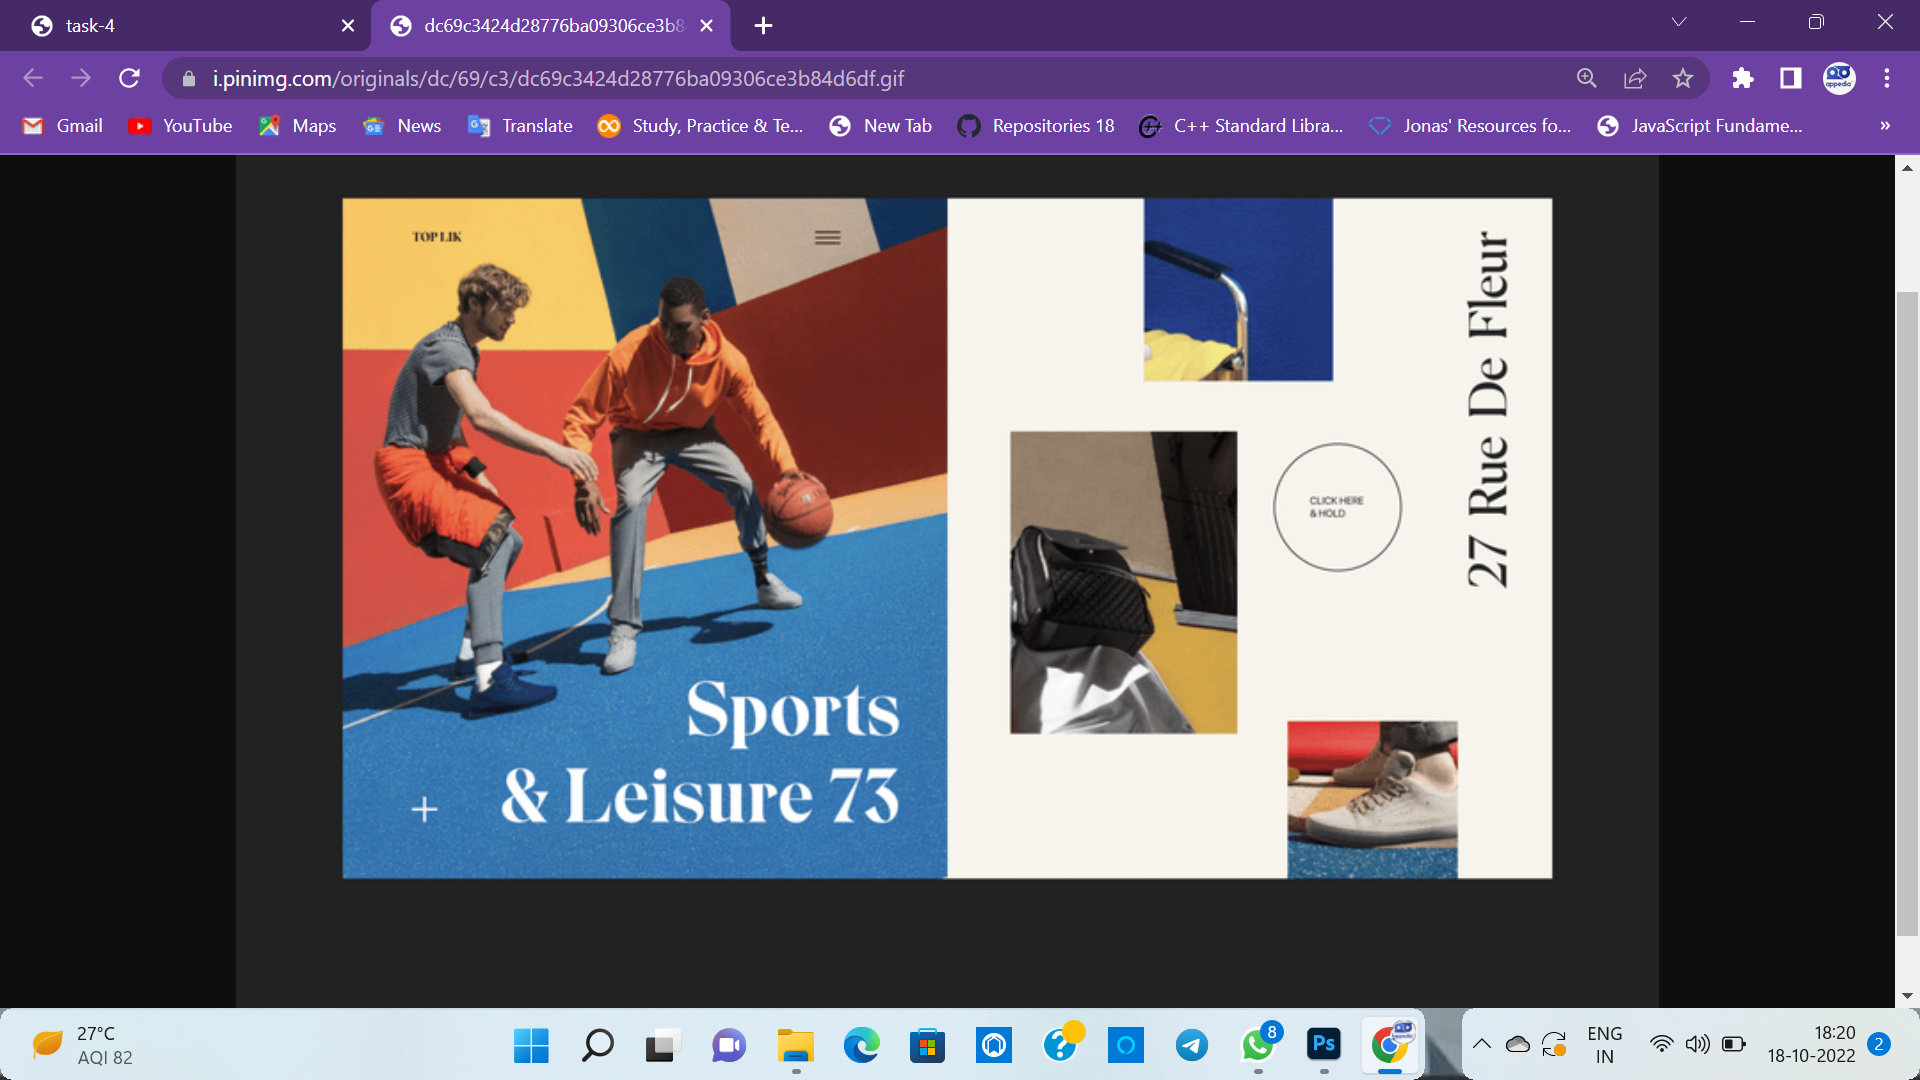 task-4
dc69c3424d28776ba09306ce3b8
i.pinimg.com/originals/dc/69/c3/dc69c3424d28776ba09306ce3b84d6df.gif
Gmail
YouTube
Maps
News
Translate
Study, Practice & Te...
New Tab
Repositories 18
C++ Standard Libra...
Jonas' Resources fo...
JavaScript Fundame...
»
TOP LIK
Sports
& Leisure 73
27 Rue De Fleur
CLICK HERE
& HOLD
27°C
AQI 82
8
Ps
ENG
IN
18:20
18-10-2022
2